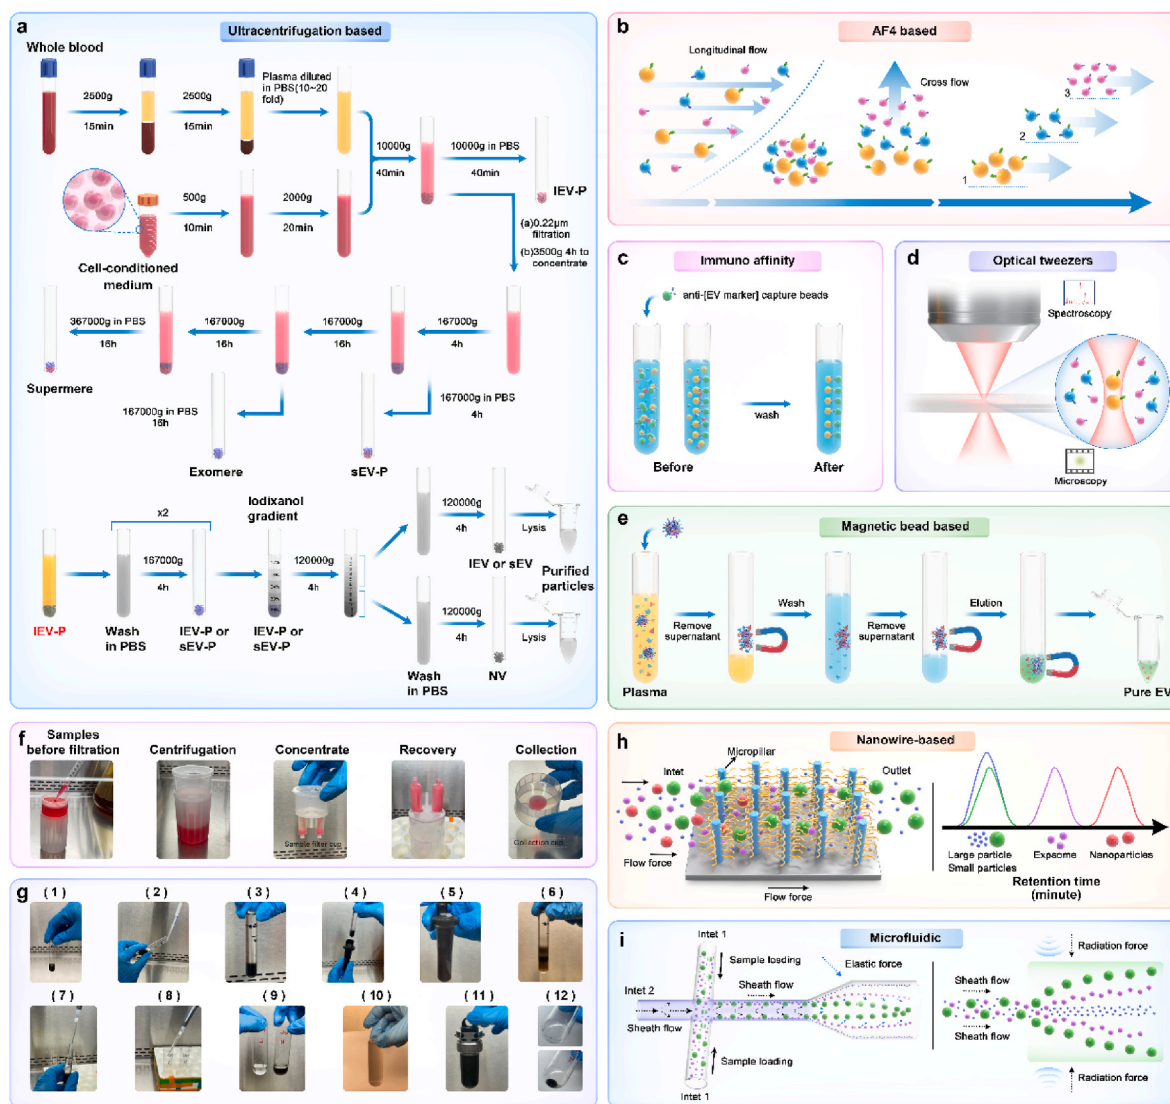 a
Ultracentrifugation based
Whole blood
2500g
15min
2500g
15min
Plasma diluted
in PBS(10~20
fold)
10000g
40min
10000g in PBS
40min
lEV-P
500g
10min
2000g
20min
(a)0.22μm
filtration
(b)3500g 4h to
concentrate
Cell-conditioned
medium
367000g in PBS
16h
167000g
16h
167000g
16h
167000g
4h
Supermere
167000g in PBS
16h
167000g in PBS
4h
Exomere
sEV-P
x2
Iodixanol
gradient
167000g
4h
120000g
4h
120000g
4h
Lysis
lEV or sEV
Purified
particles
120000g
4h
Lysis
lEV-P
Wash
in PBS
lEV-P or
sEV-P
lEV-P or
sEV-P
Wash
in PBS
NV
b
AF4 based
Longitudinal flow
Cross flow
3
2
1
c
Immuno affinity
anti-[EV marker] capture beads
wash
Before
After
d
Optical tweezers
Spectroscopy
Microscopy
e
Magnetic bead based
Remove
supernatant
Wash
Remove
supernatant
Elution
Plasma
Pure EV
f
Samples
before filtration
Centrifugation
Concentrate
Recovery
Collection
Sample filter cup
Collection cup
g
(1)
(2)
(3)
(4)
(5)
(6)
(7)
(8)
(9)
(10)
(11)
(12)
h
Nanowire-based
Micropillar
Intet
Outlet
Flow force
Flow force
Large particle
Small particles
Expsome
Nanoparticles
Retention time
(minute)
i
Microfluidic
Intet 1
Sample loading
Elastic force
Intet 2
Sheath flow
Sheath flow
Sample loading
Intet 1
Radiation force
Sheath flow
Sheath flow
Radiation force